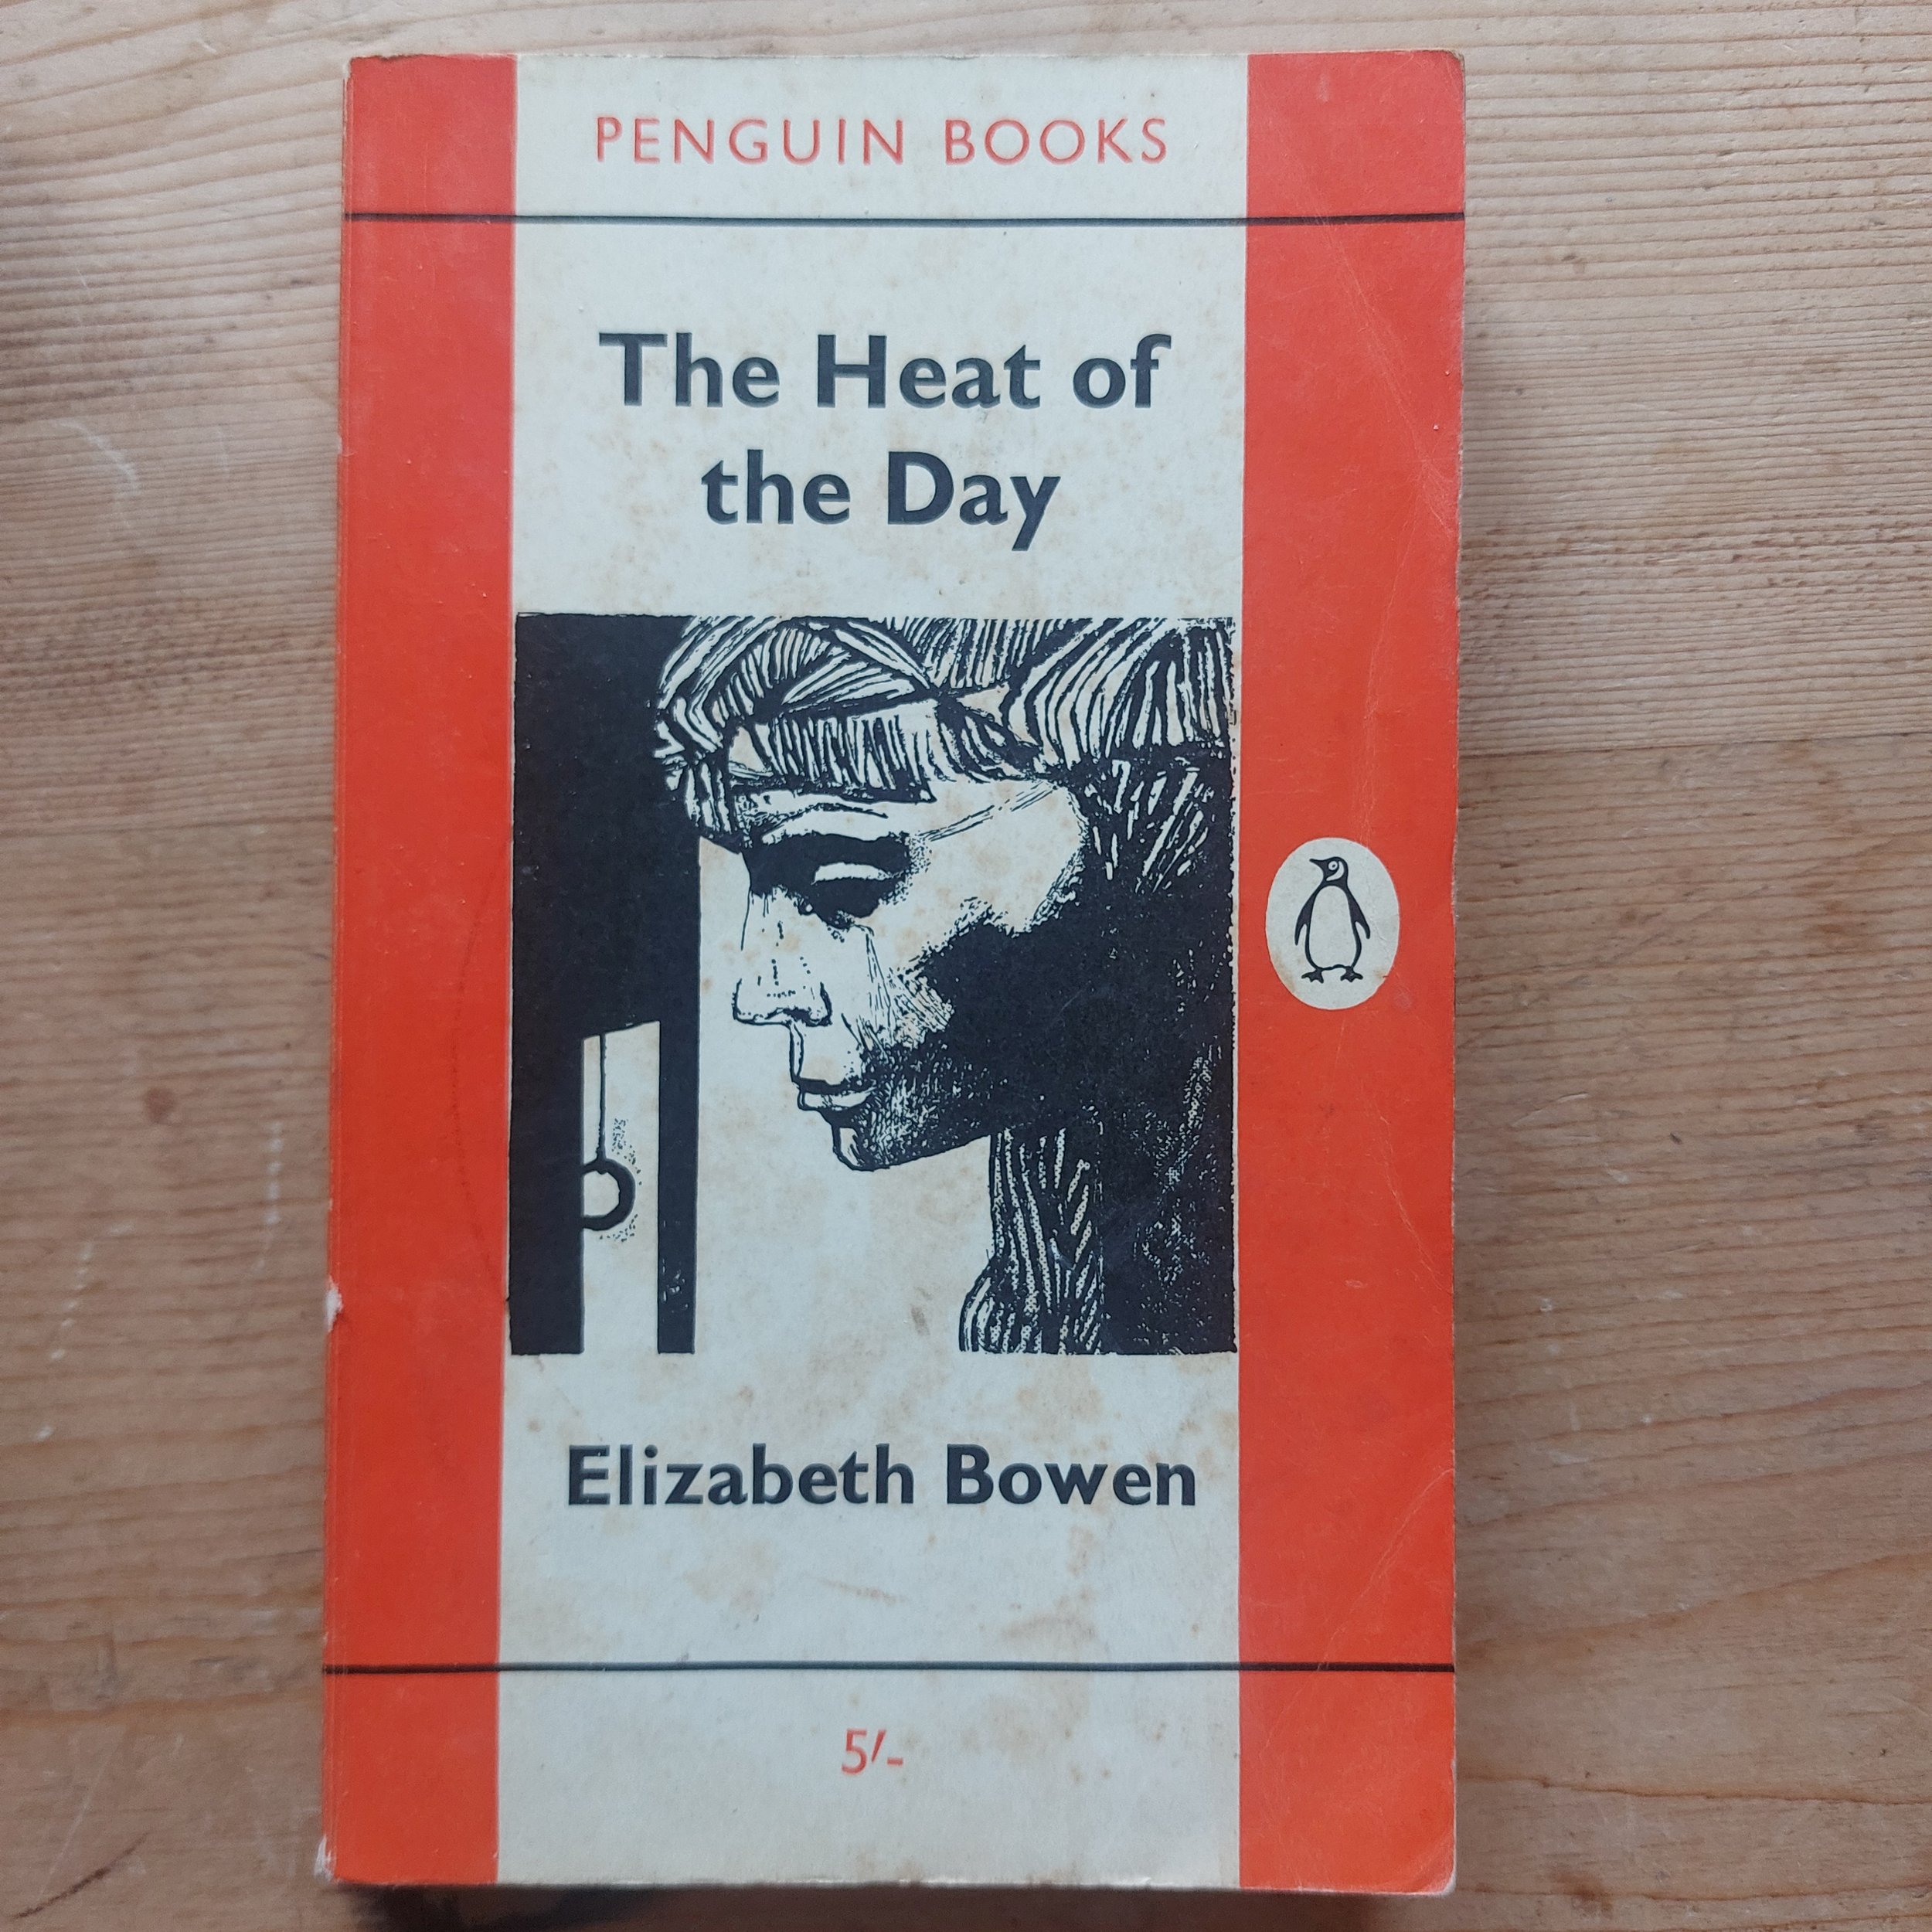 PENGUIN BOOKS
The Heat of
the Day
Elizabeth Bowen
5/-